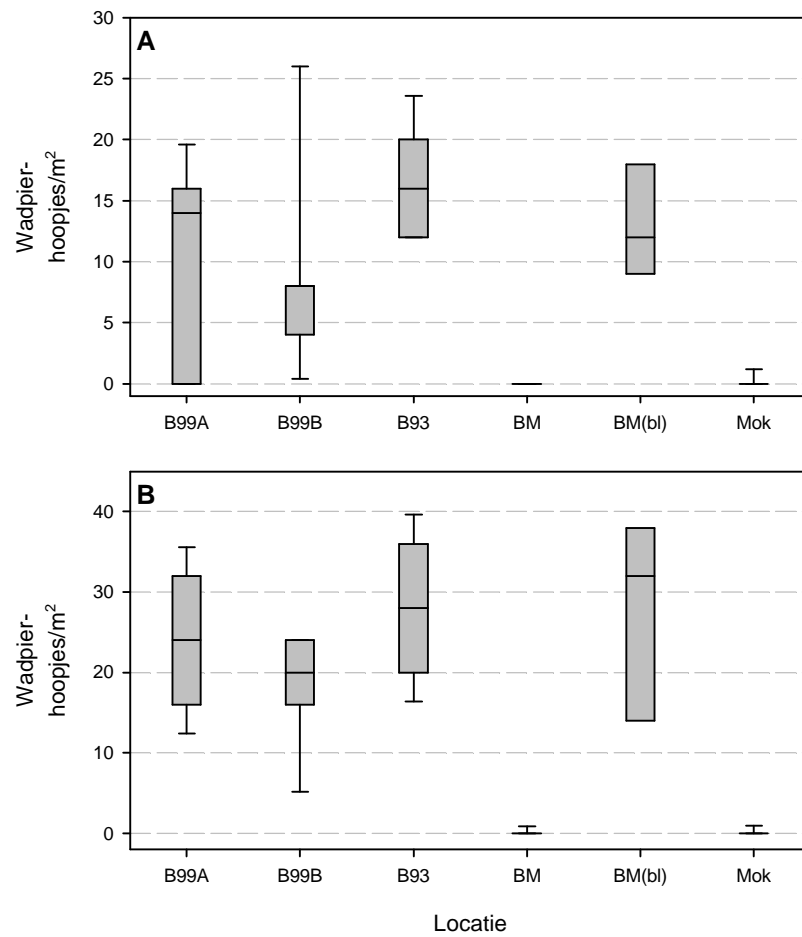 A
30
25
20
15
10
5
0
Wadpier-
hoopjes/m²
B99A B99B B93 BM BM(bl) Mok
B
40
30
20
10
0
Wadpier-
hoopjes/m²
B99A B99B B93 BM BM(bl) Mok
Locatie